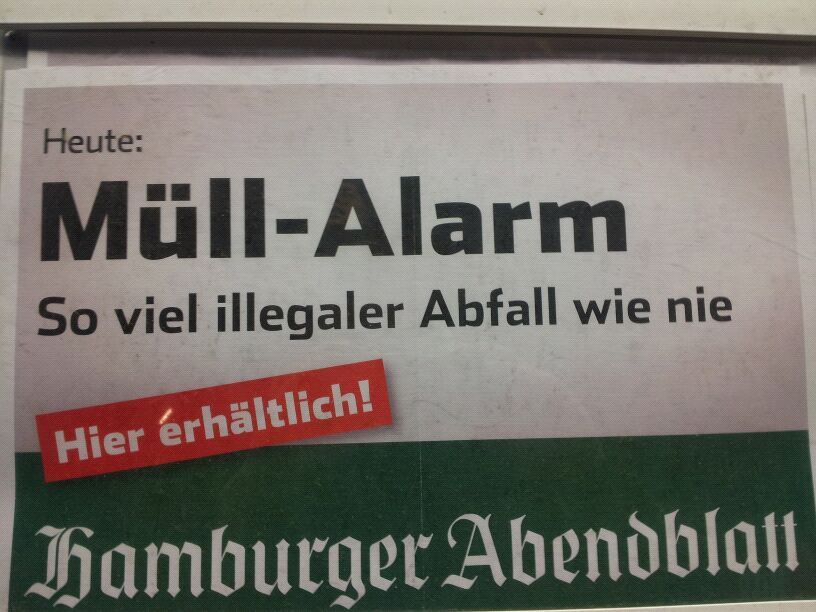 Heute:
Müll-Alarm
So viel illegaler Abfall wie nie
Hier erhältlich!
Hamburger Abendblatt